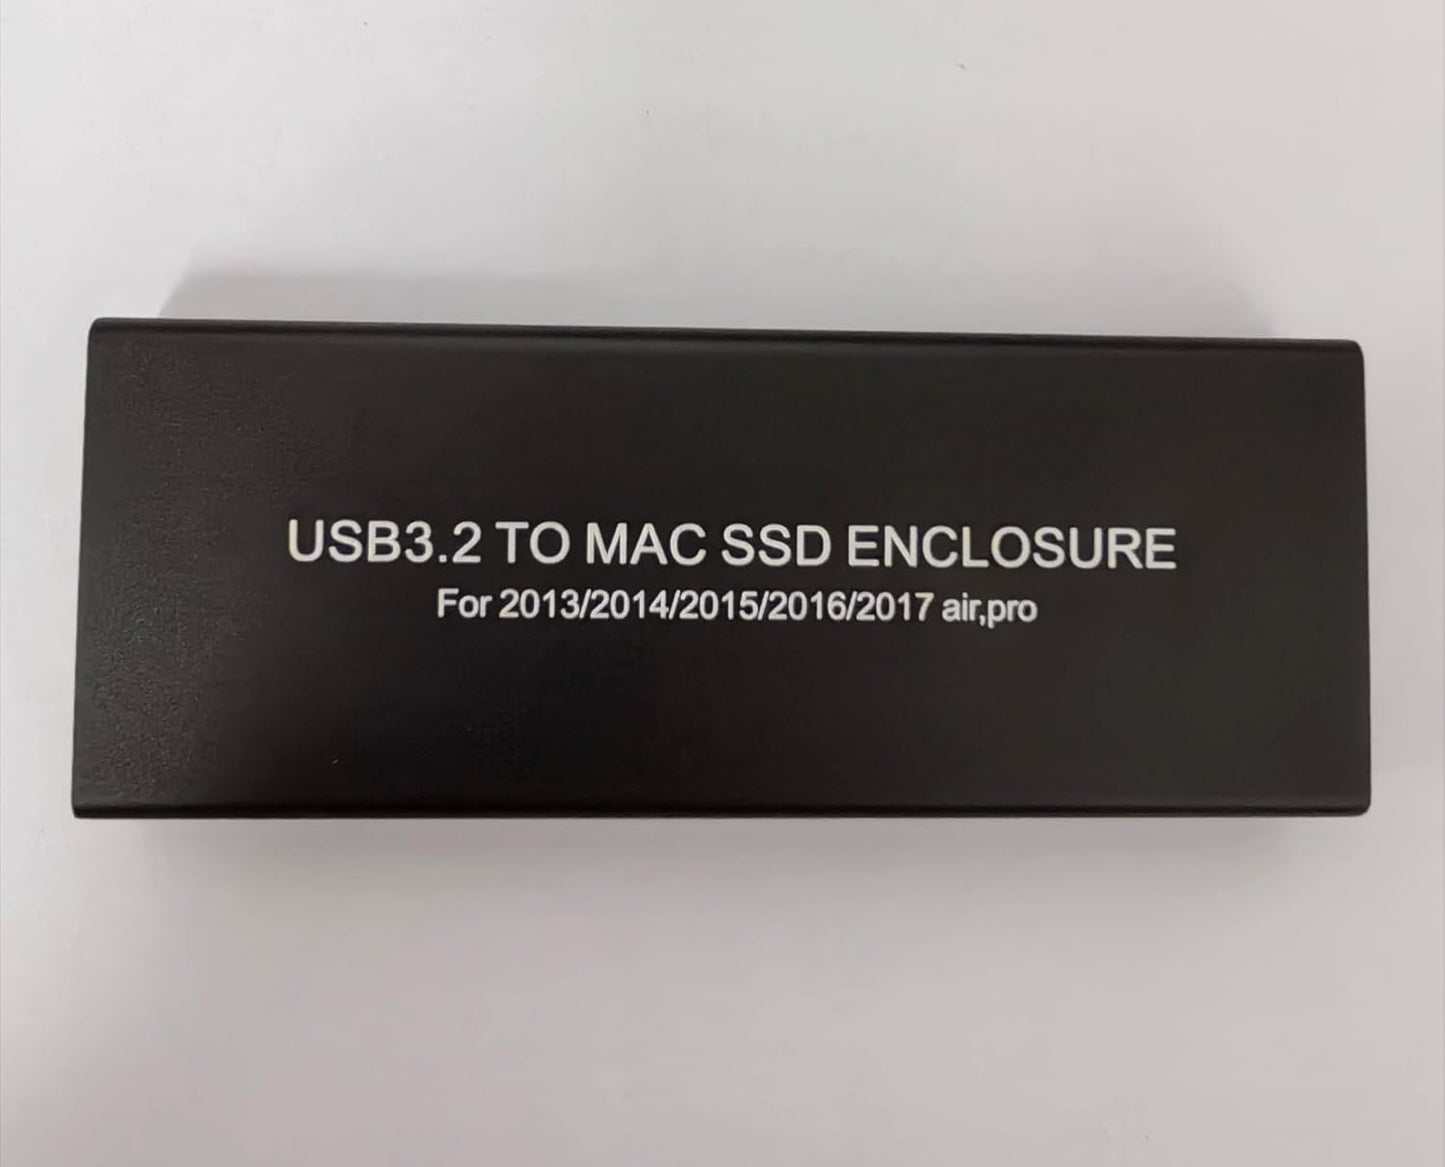 USB3.2 TO MAC SSD ENCLOSURE
For 2013/2014/2015/2016/2017 air,pro